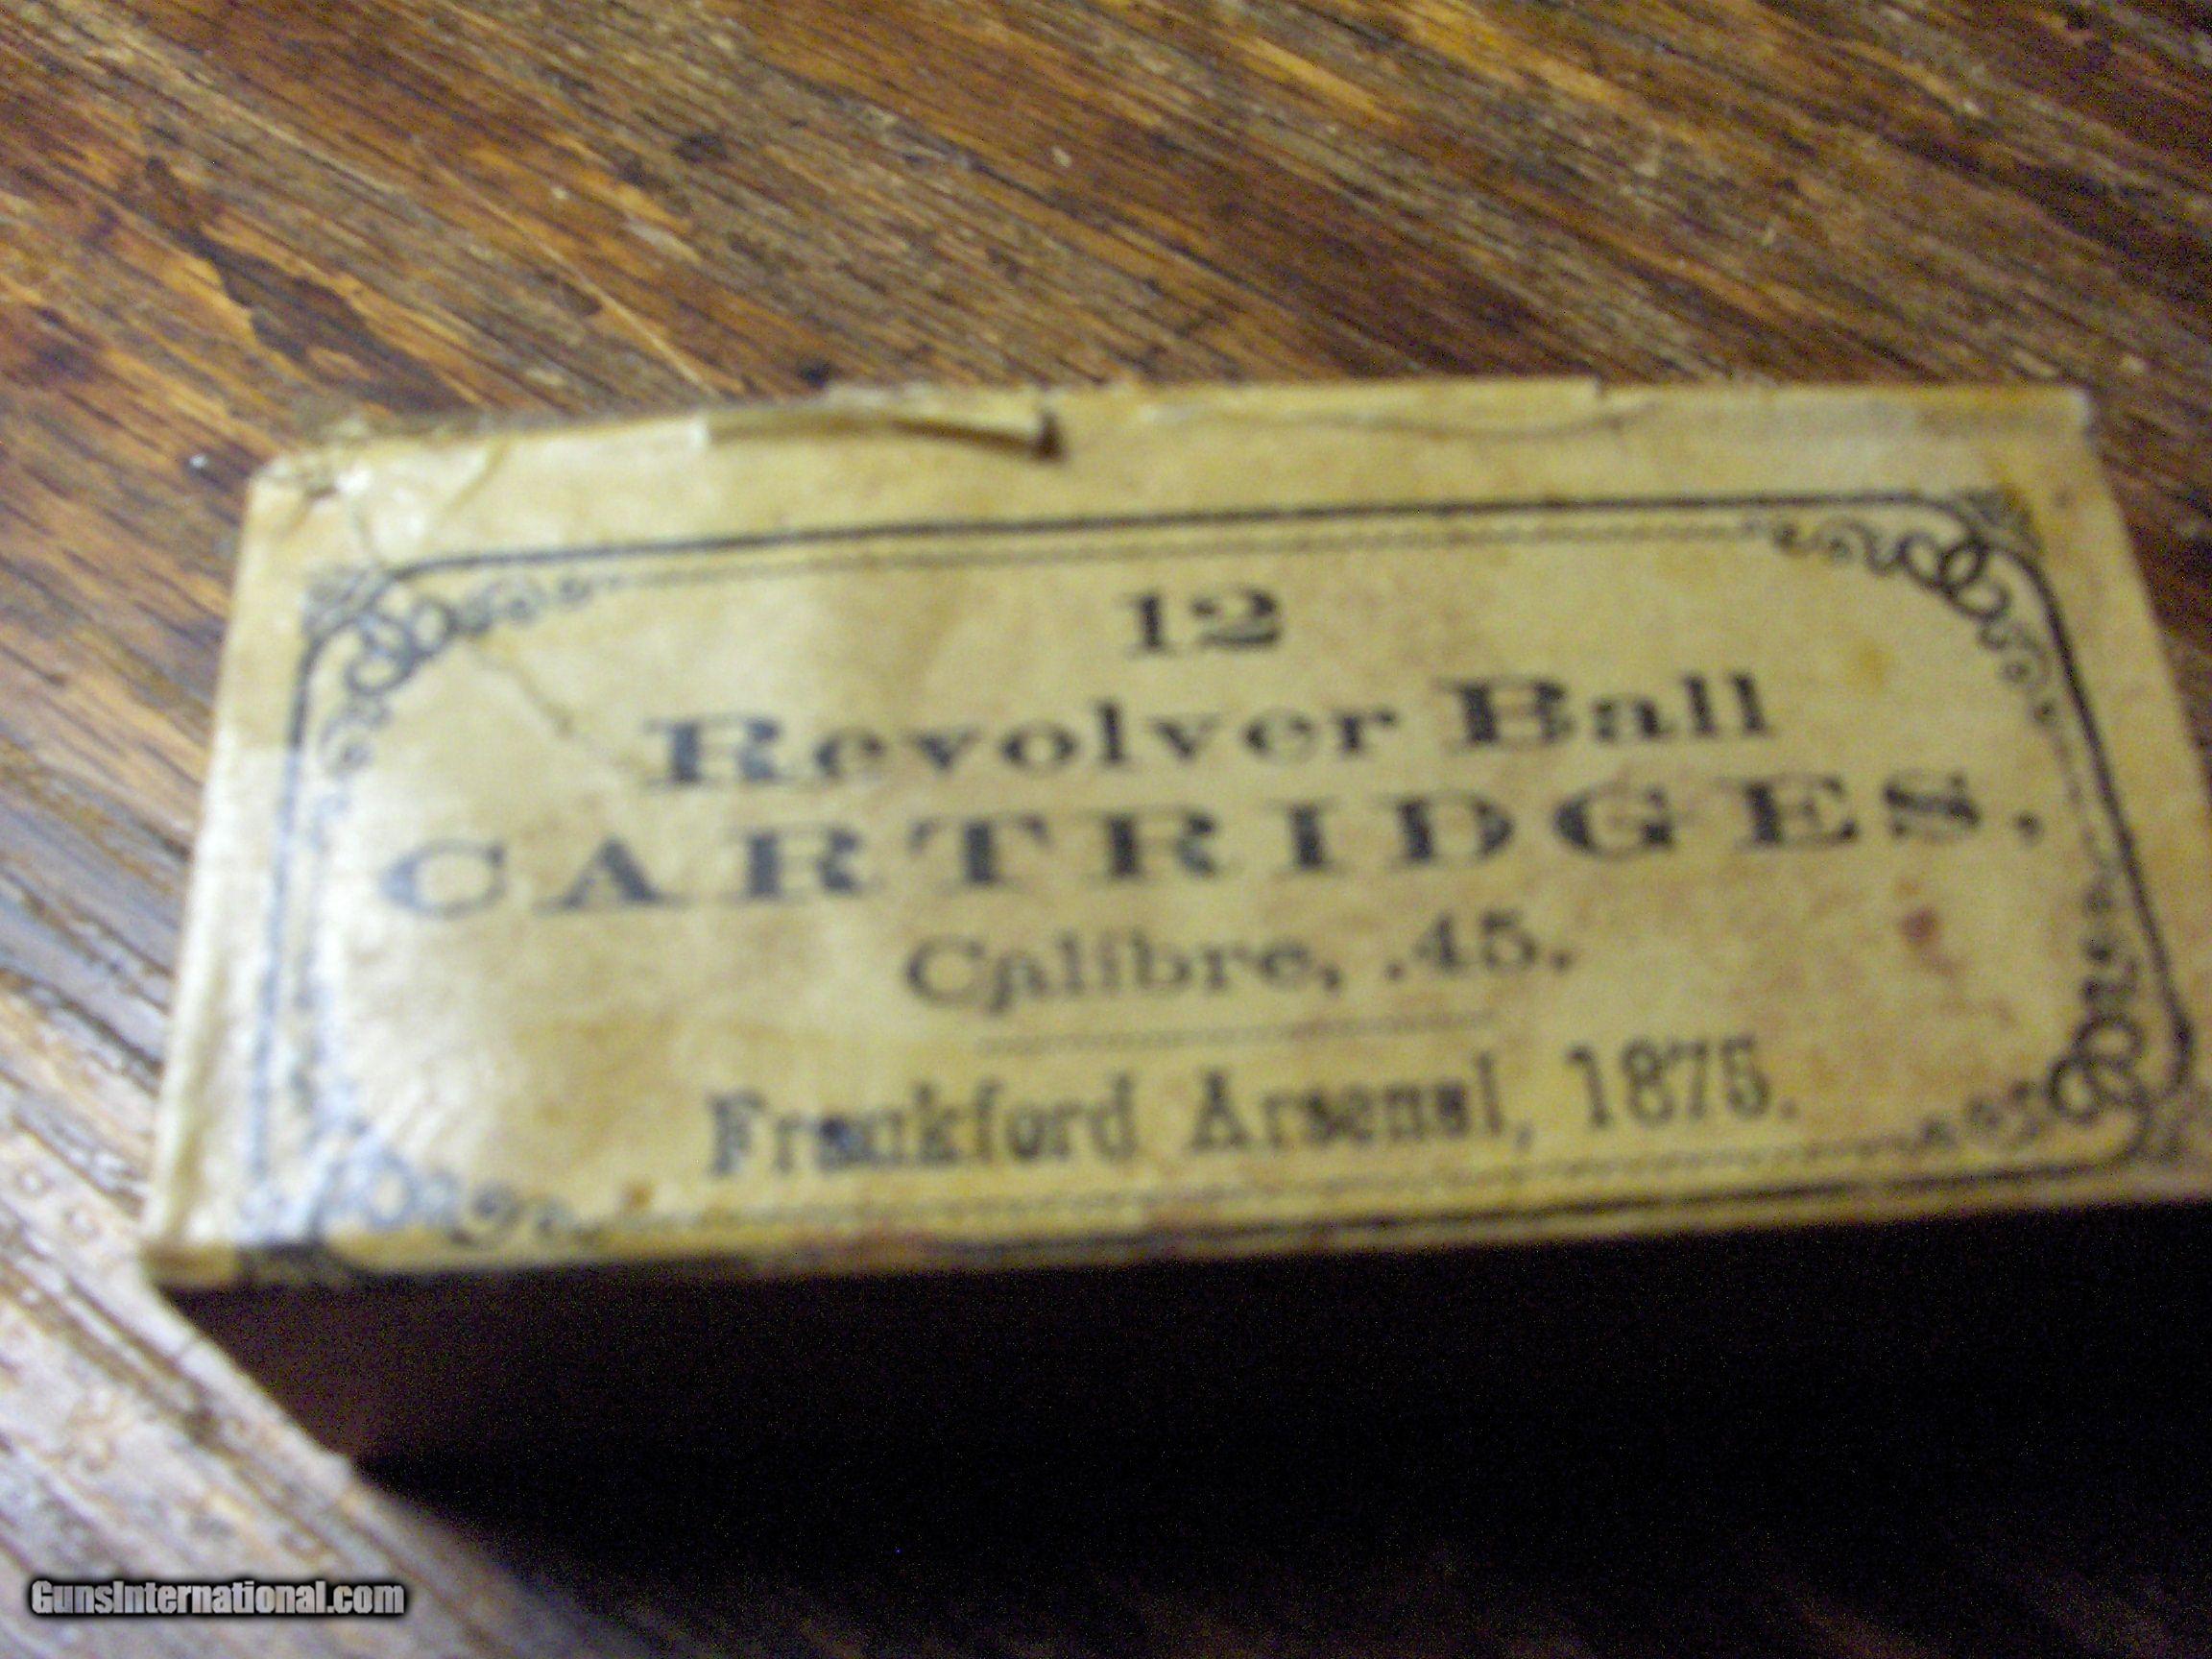 12
Revolver Ball
CARTRIDGES,
Calibre, .45.
Frankford Arsenal, 1875.
GunsInternational.com